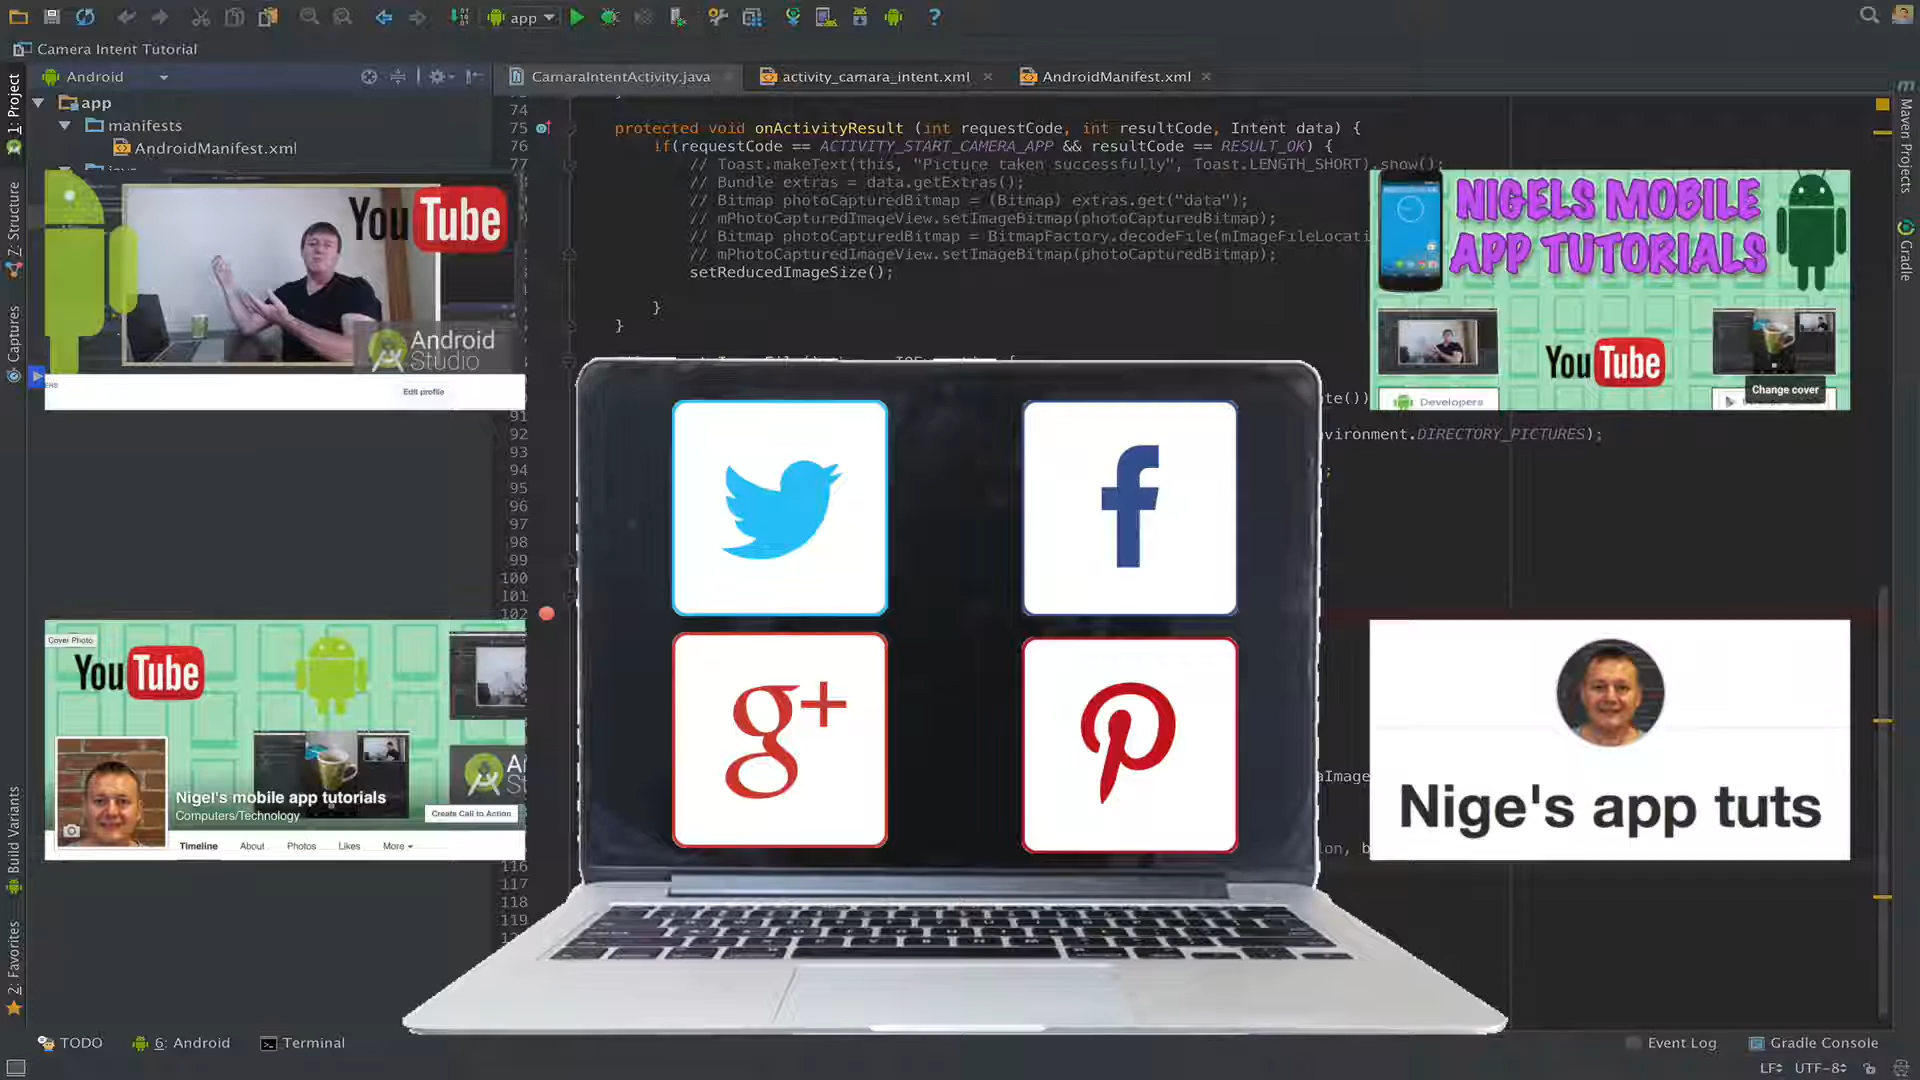 app
Camera Intent Tutorial
Android
CamaraIntentActivity.java
activity_camara_intent.xml
AndroidManifest.xml
1: Project
Z: Structure
Captures
Build Variants
2: Favorites
Maven Projects
Gradle
app
manifests
AndroidManifest.xml
74
75 protected void onActivityResult (int requestCode, int resultCode, Intent data) {
76 if(requestCode == ACTIVITY_START_CAMERA_APP && resultCode == RESULT_OK) {
77 // Toast.makeText(this, "Picture taken successfully", Toast.LENGTH_SHORT).show();
// Bundle extras = data.getExtras();
// Bitmap photoCapturedBitmap = (Bitmap) extras.get("data");
// mPhotoCapturedImageView.setImageBitmap(photoCapturedBitmap);
// Bitmap photoCapturedBitmap = BitmapFactory.decodeFile(mImageFileLocati
// mPhotoCapturedImageView.setImageBitmap(photoCapturedBitmap);
setReducedImageSize();
}
}
YouTube
Android
Studio
Edit profile
NIGELS MOBILE
APP TUTORIALS
YouTube
Change cover
Developers
ate())
91
92 vironment.DIRECTORY_PICTURES);
93
94 ;
95
96
97
98
99
100
101
102
f
g+
Cover Photo
YouTube
Nigel's mobile app tutorials
Computers/Technology
Create Call to Action
Timeline About Photos Likes More
Nige's app tuts
aImage
on, b
116
117
118
119
TODO
6: Android
Terminal
Event Log
Gradle Console
LF
UTF-8